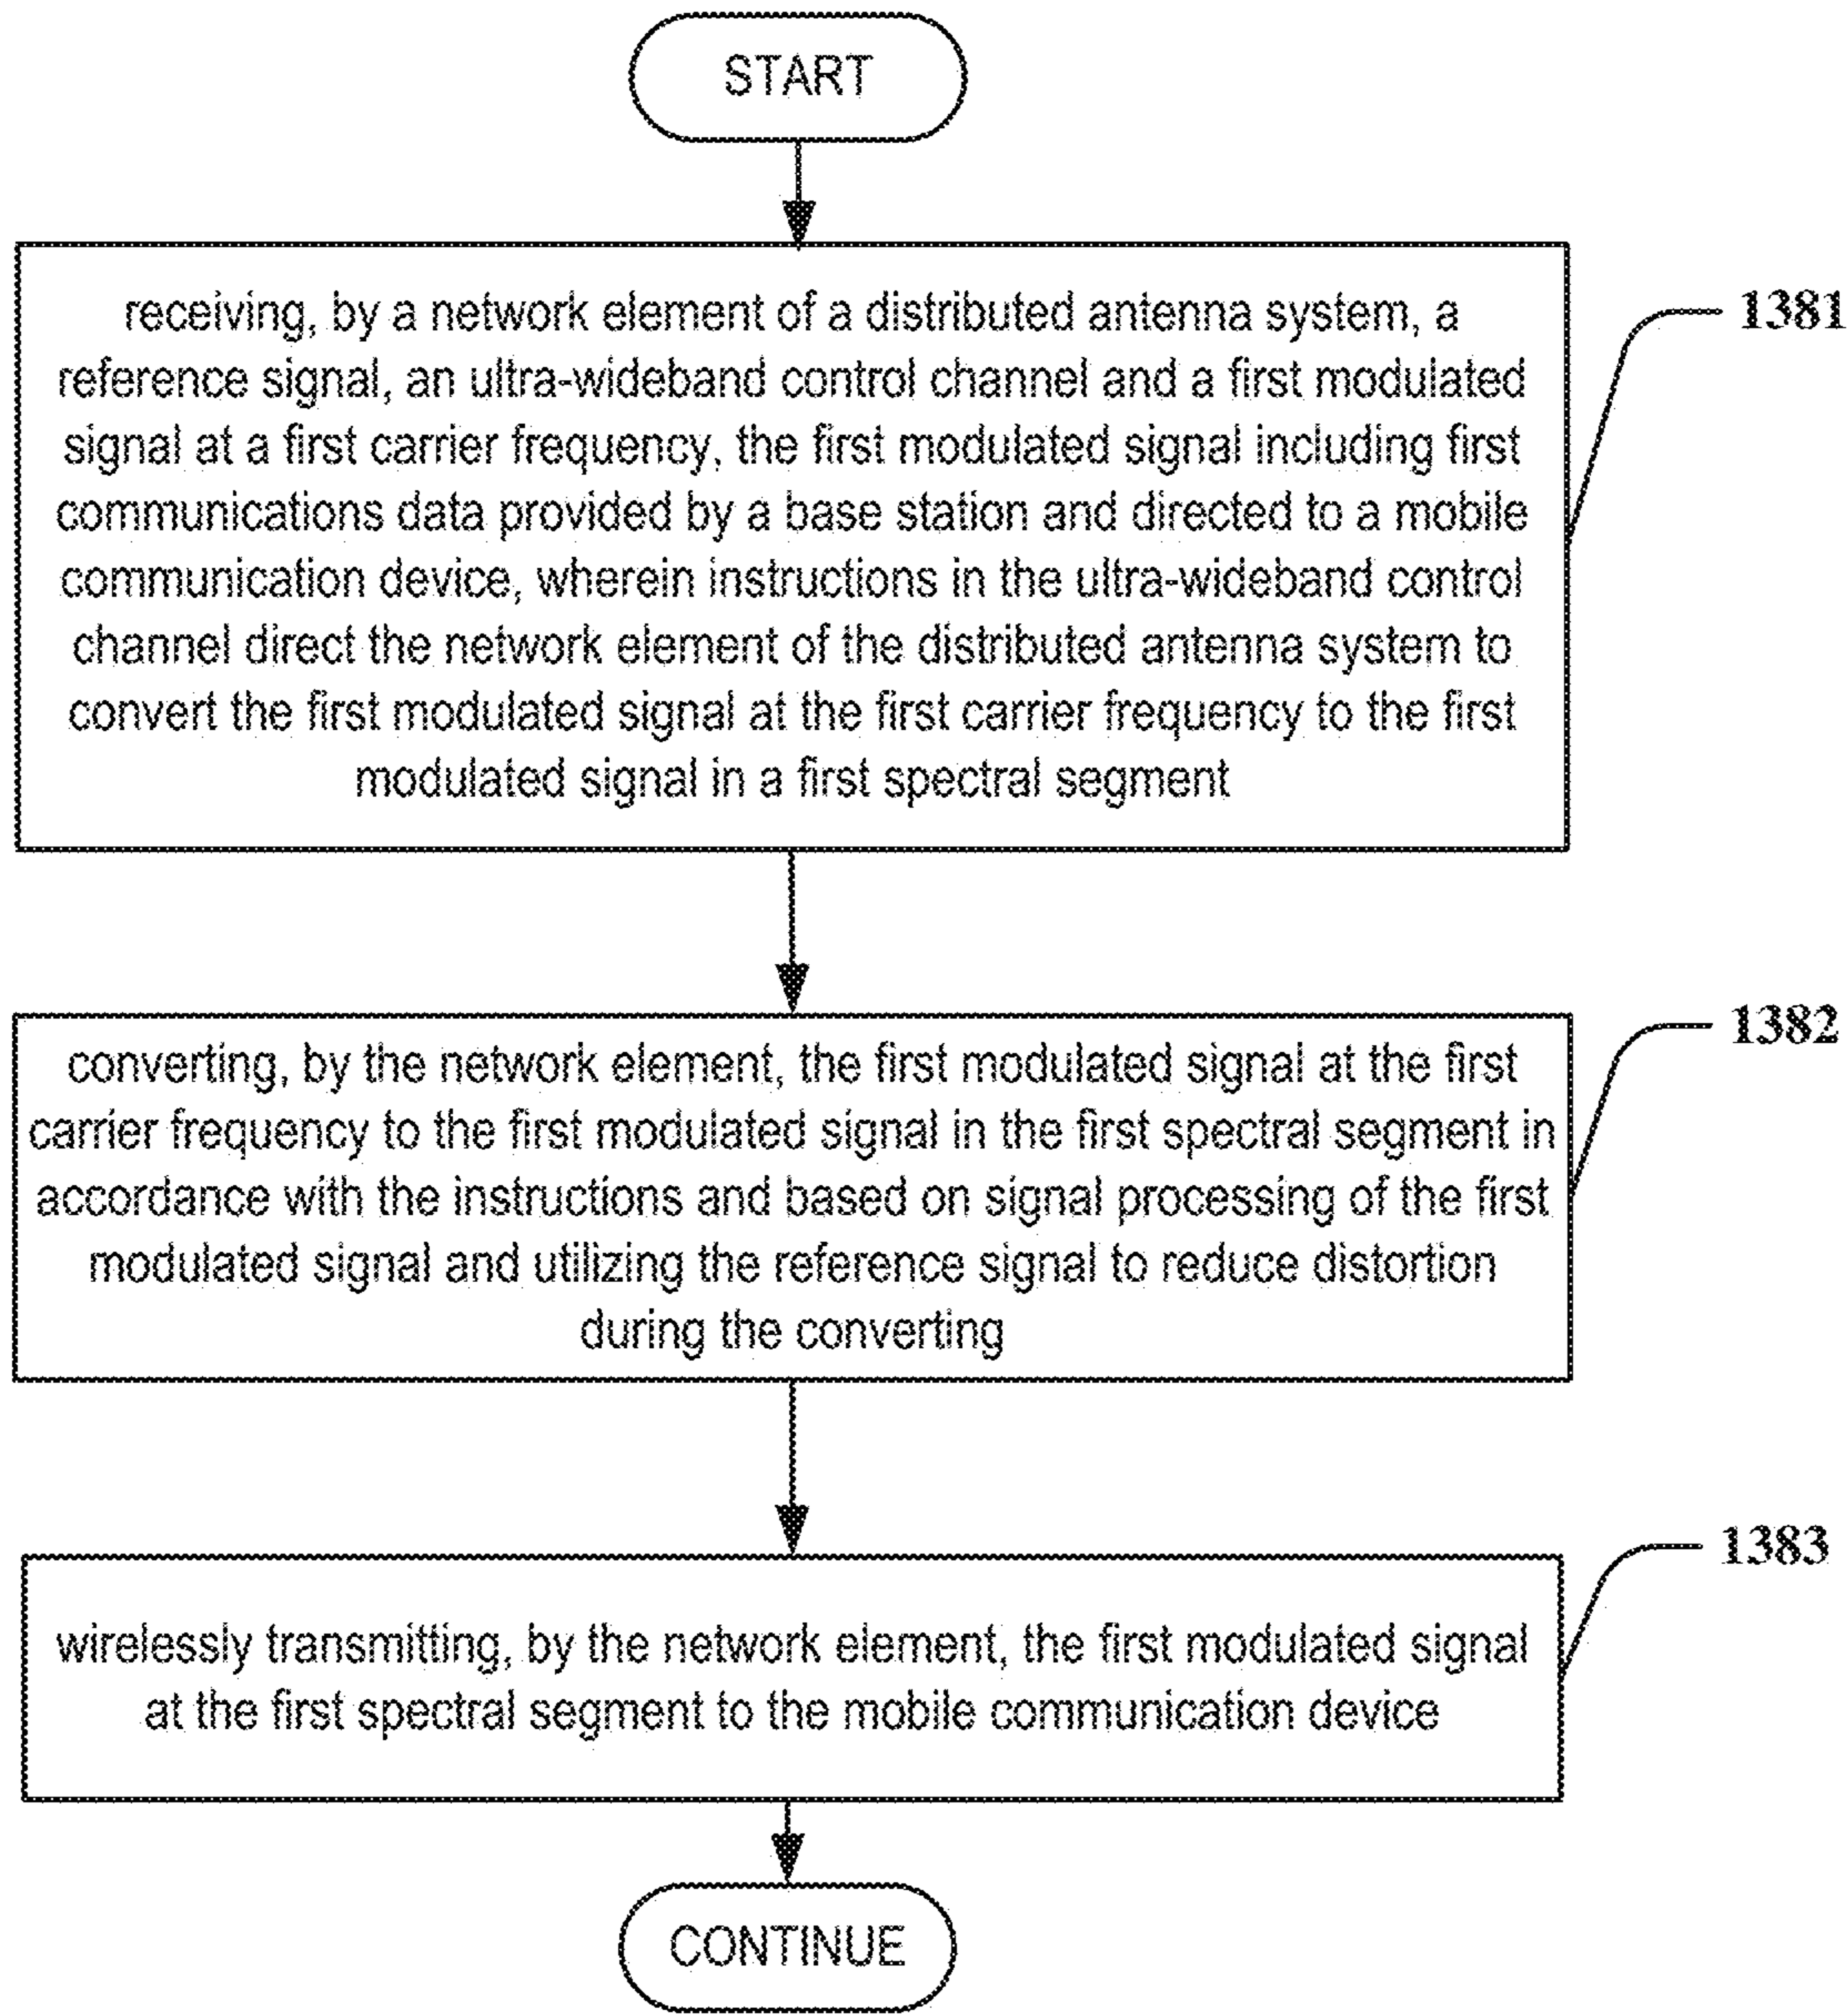 START
receiving, by a network element of a distributed antenna system, a
reference signal, an ultra-wideband control channel and a first modulated
signal at a first carrier frequency, the first modulated signal including first
communications data provided by a base station and directed to a mobile
communication device, wherein instructions in the ultra-wideband control
channel direct the network element of the distributed antenna system to
convert the first modulated signal at the first carrier frequency to the first
modulated signal in a first spectral segment
1381
converting, by the network element, the first modulated signal at the first
carrier frequency to the first modulated signal in the first spectral segment in
accordance with the instructions and based on signal processing of the first
modulated signal and utilizing the reference signal to reduce distortion
during the converting
1382
wirelessly transmitting, by the network element, the first modulated signal
at the first spectral segment to the mobile communication device
1383
CONTINUE